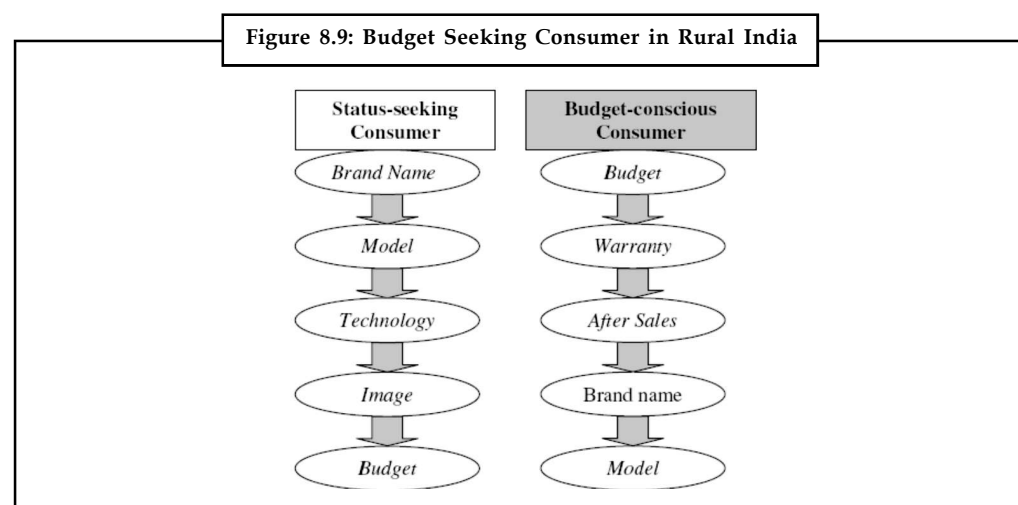 Figure 8.9: Budget Seeking Consumer in Rural India
Status-seeking
Consumer
Brand Name
Model
Technology
Image
Budget
Budget-conscious
Consumer
Budget
Warranty
After Sales
Brand name
Model